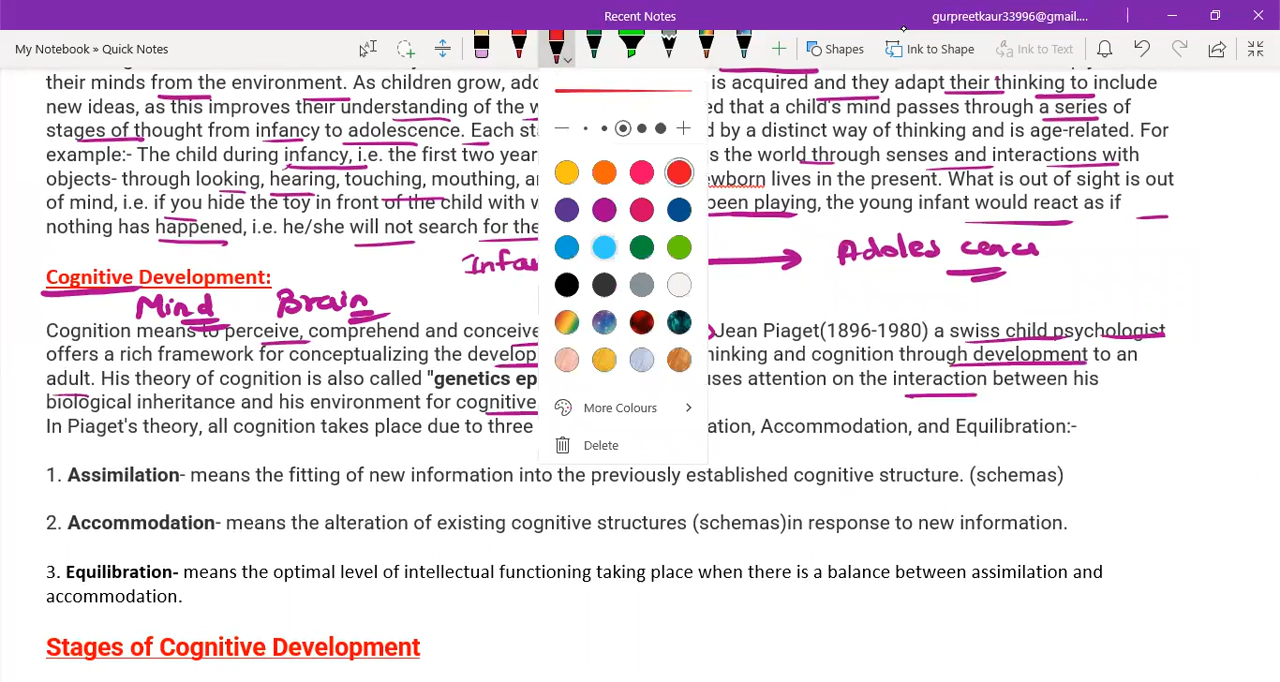 Recent Notes
gurpreetkaur33996@gmail....
My Notebook » Quick Notes
Shapes
Ink to Shape
Ink to Text
their minds from the environment. As children grow, is acquired and they adapt their thinking to include
new ideas, as this improves their understanding of the that a child's mind passes through a series of
stages of thought from infancy to adolescence. Each by a distinct way of thinking and is age-related. For
example:- The child during infancy, i.e. the first two year s the world through senses and interactions with
objects- through looking, hearing, touching, mouthing, newborn lives in the present. What is out of sight is out
of mind, i.e. if you hide the toy in front of the child with been playing, the young infant would react as if
nothing has happened, i.e. he/she will not search for the
Infa Adoles cence
Cognitive Development:
Mind Brain
Cognition means to perceive, comprehend and conceive Jean Piaget(1896-1980) a swiss child psychologist
offers a rich framework for conceptualizing the develop hinking and cognition through development to an
adult. His theory of cognition is also called "genetics ep uses attention on the interaction between his
biological inheritance and his environment for cognitive
In Piaget's theory, all cognition takes place due to three ation, Accommodation, and Equilibration:-
More Colours
Delete
1. Assimilation- means the fitting of new information into the previously established cognitive structure. (schemas)
2. Accommodation- means the alteration of existing cognitive structures (schemas)in response to new information.
3. Equilibration- means the optimal level of intellectual functioning taking place when there is a balance between assimilation and
accommodation.
Stages of Cognitive Development